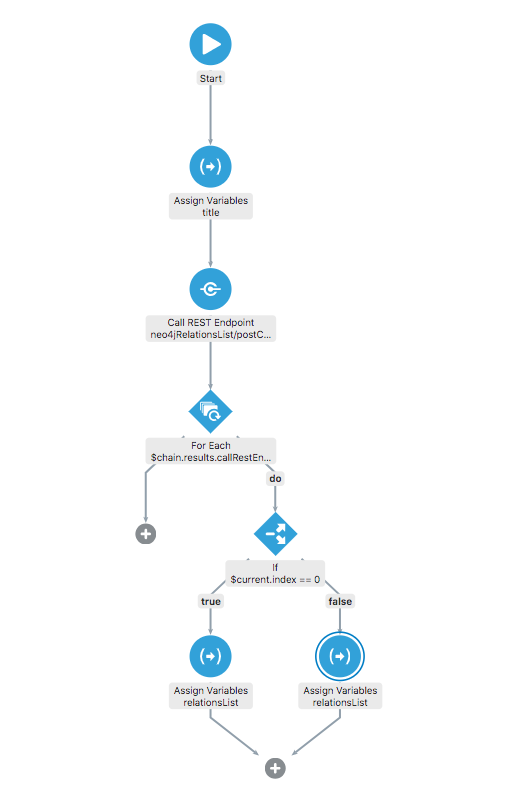 Start
Assign Variables
title
Call REST Endpoint
neo4jRelationsList/postC...
For Each
$chain.results.callRestEn...
do
If
$current.index == 0
true
false
Assign Variables
relationsList
Assign Variables
relationsList